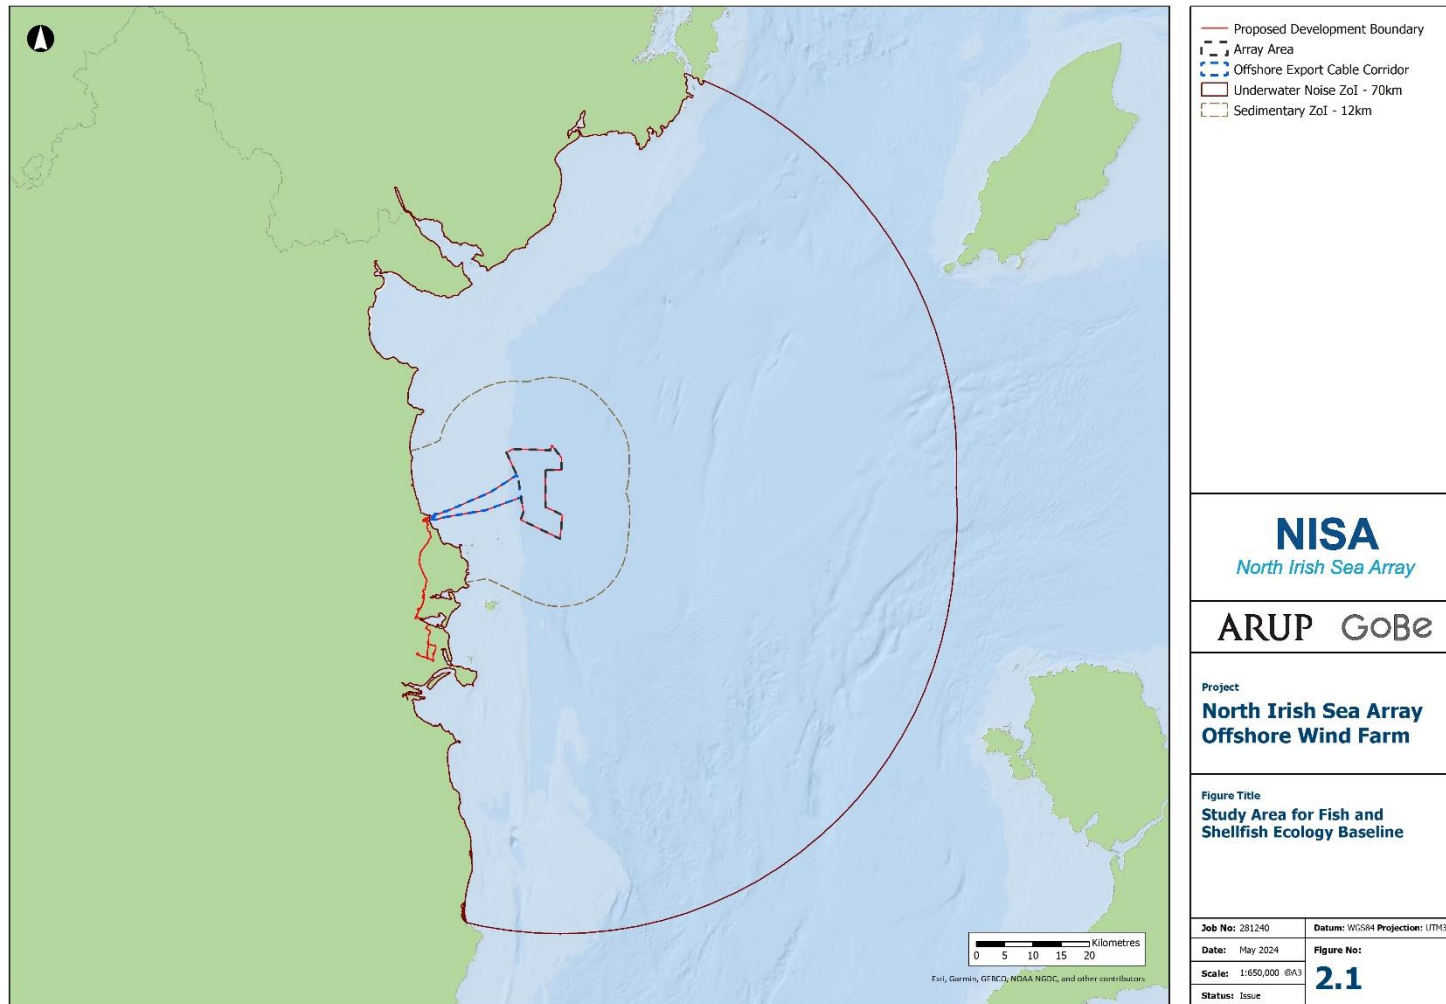 Proposed Development Boundary
Array Area
Offshore Export Cable Corridor
Underwater Noise ZoI - 70km
Sedimentary ZoI - 12km
NISA
North Irish Sea Array
ARUP GoBe
Project
North Irish Sea Array
Offshore Wind Farm
Figure Title
Study Area for Fish and
Shellfish Ecology Baseline
Job No: 281240
Datum: WGS84 Projection: UTM3
Date: May 2024
Figure No:
Scale: 1:650,000 @A3
2.1
Status: Issue
Kilometres
0 5 10 15 20
Esri, Garmin, GEBCO, NOAA NGDC, and other contributors